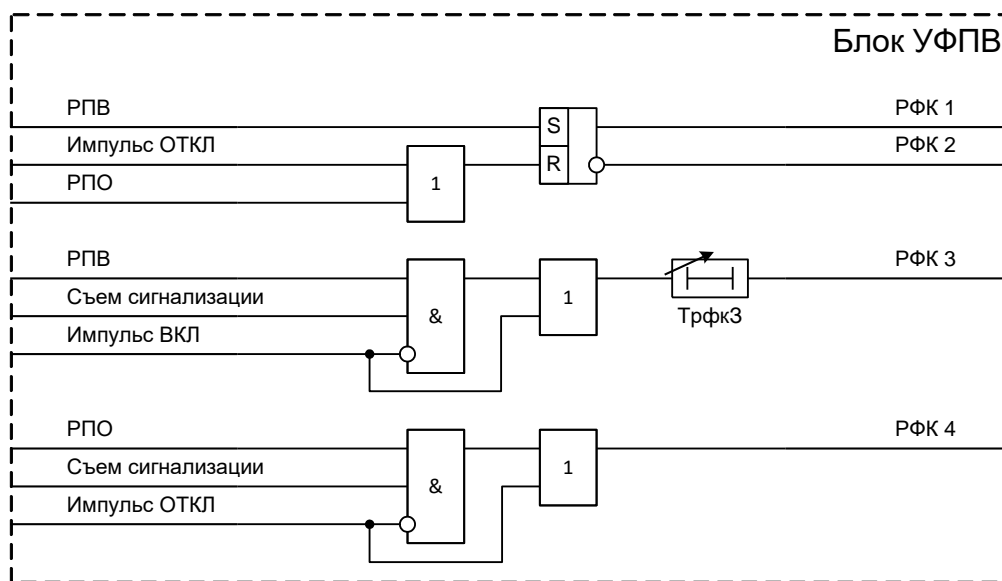 Блок УФПВ
РПВ
РФК 1
Импульс ОТКЛ
РФК 2
РПО
S
R
1
РПВ
РФК 3
Съем сигнализации
Импульс ВКЛ
&
1
Трфк3
РПО
РФК 4
Съем сигнализации
Импульс ОТКЛ
&
1